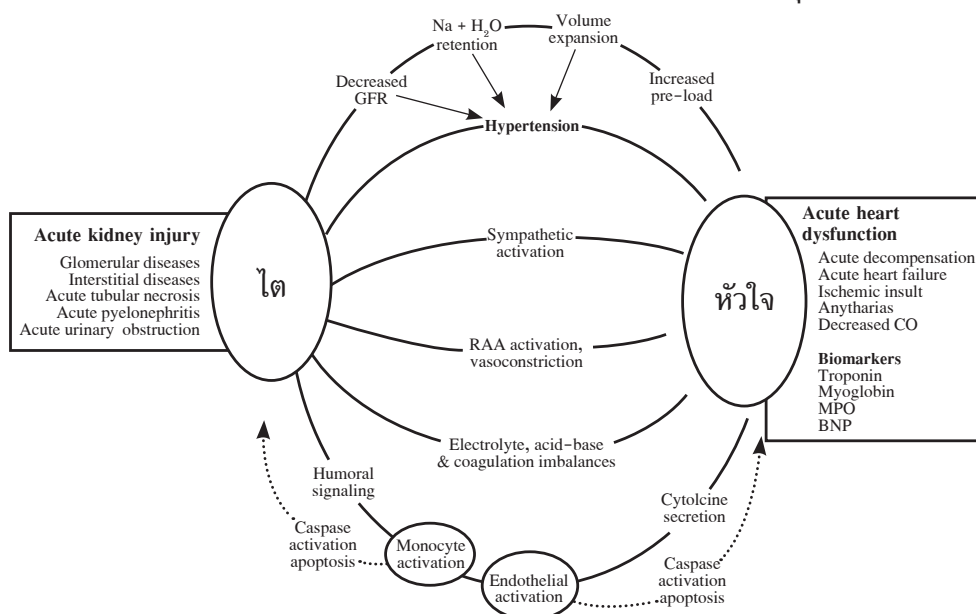 Na + H₂O
retention
Volume
expansion
Decreased
GFR
Increased
pre-load
Hypertension
Acute kidney injury
Glomerular diseases
Interstitial diseases
Acute tubular necrosis
Acute pyelonephritis
Acute urinary obstruction
ไต
Sympathetic
activation
RAA activation,
vasoconstriction
Electrolyte, acid-base
& coagulation imbalances
หัวใจ
Acute heart
dysfunction
Acute decompensation
Acute heart failure
Ischemic insult
Anytharias
Decreased CO
Biomarkers
Troponin
Myoglobin
MPO
BNP
Humoral
signaling
Caspase
activation
apoptosis
Monocyte
activation
Endothelial
activation
Cytolcine
secretion
Caspase
activation
apoptosis